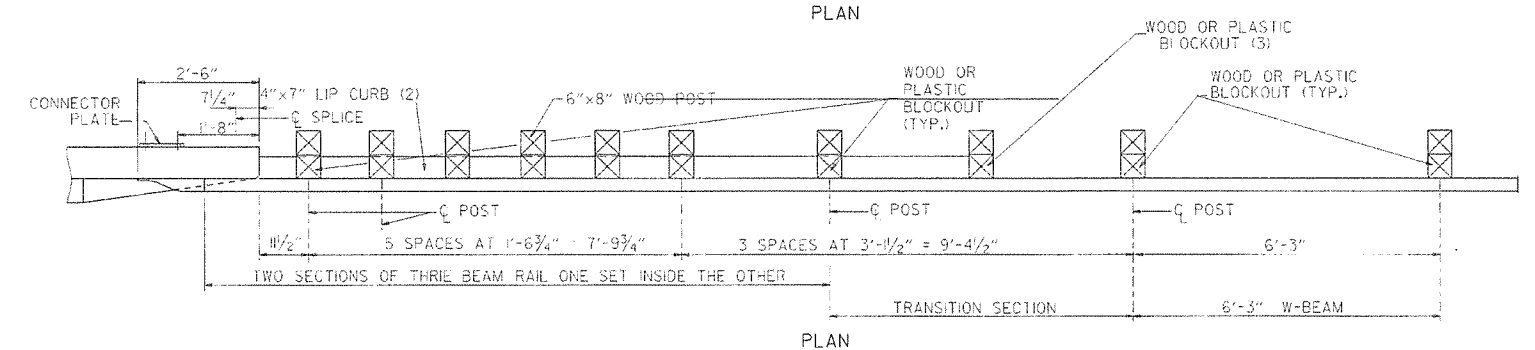 PLAN
WOOD OR PLASTIC
BLOCKOUT (3)
2'-6"
WOOD OR
PLASTIC
BLOCKOUT
(TYP.)
WOOD OR PLASTIC
BLOCKOUT (TYP.)
CONNECTOR
PLATE
7 1/4"
4"x7" LIP CURB (2)
6"x8" WOOD POST
℄ SPLICE
1'-8"
℄ POST
℄ POST
℄ POST
11 1/2"
5 SPACES AT 1'-6 3/4" = 7'-9 3/4"
3 SPACES AT 3'-1 1/2" = 9'-4 1/2"
6'-3"
TWO SECTIONS OF THRIE BEAM RAIL ONE SET INSIDE THE OTHER
TRANSITION SECTION
6'-3" W-BEAM
PLAN